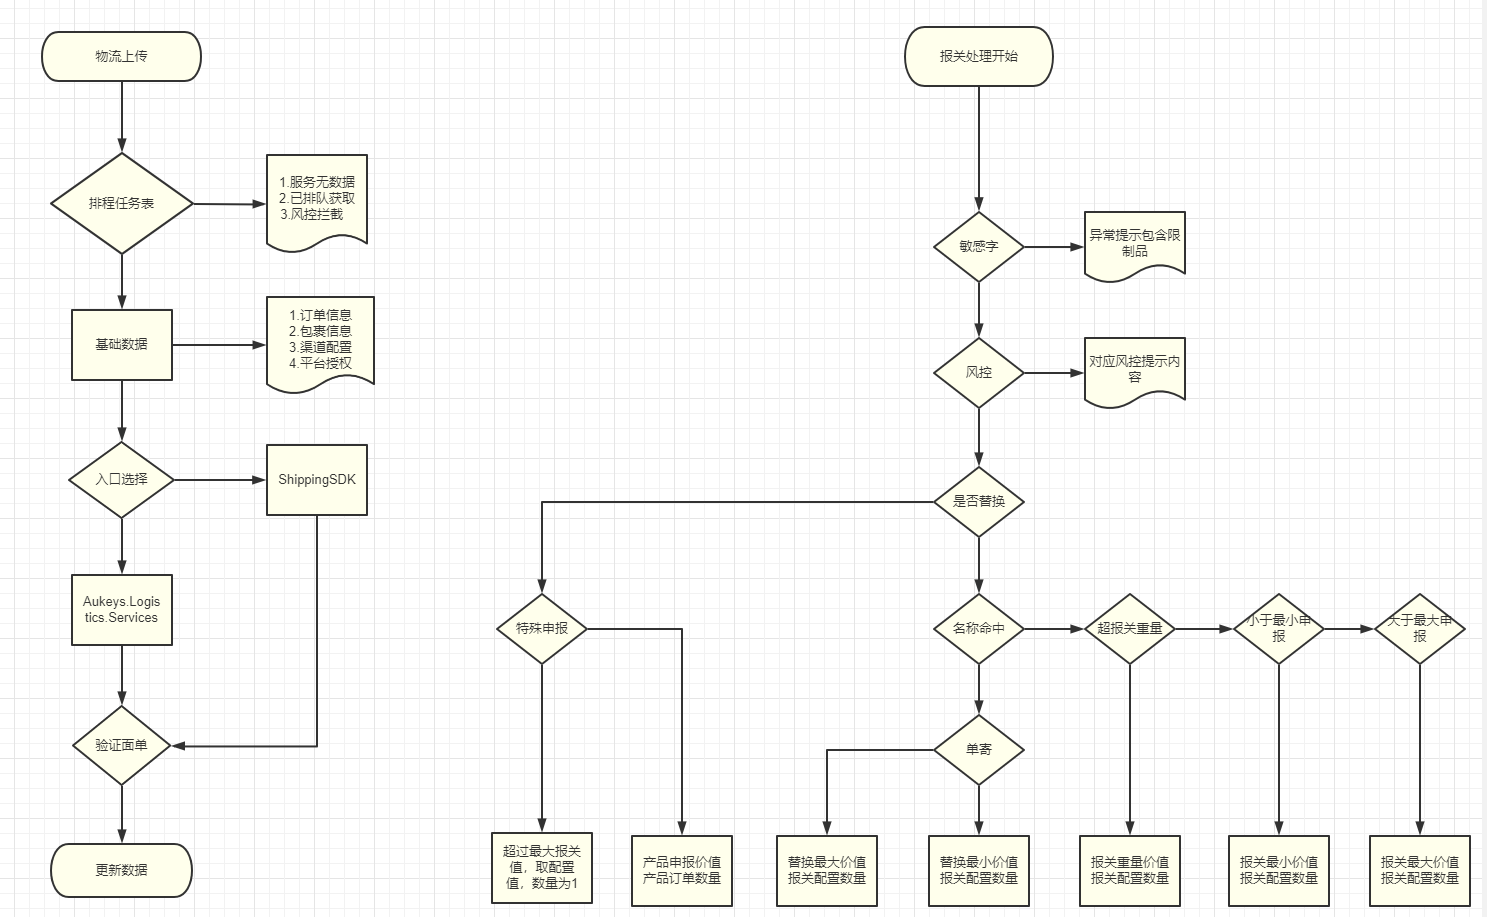 物流上传
排程任务表
1.服务无数据
2.已排队获取
3.风控拦截
基础数据
1.订单信息
2.包裹信息
3.渠道配置
4.平台授权
入口选择
ShippingSDK
Aukeys.Logis
tics.Services
验证面单
更新数据
报关处理开始
敏感字
异常提示包含限
制品
风控
对应风控提示内
容
是否替换
特殊申报
名称命中
超报关重量
小于最小申
报
大于最大申
报
单寄
超过最大报关
值，取配置
值，数量为1
产品申报价值
产品订单数量
替换最大价值
报关配置数量
替换最小价值
报关配置数量
报关重量价值
报关配置数量
报关最小价值
报关配置数量
报关最大价值
报关配置数量